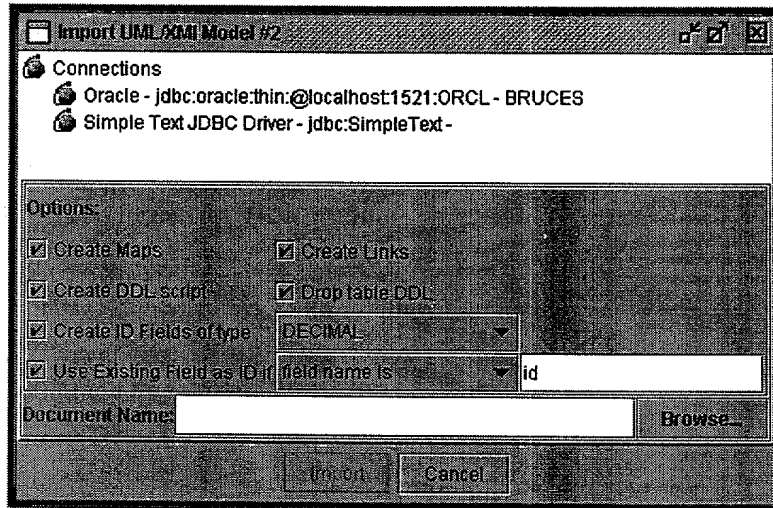 Import UML/XMI Model #2
Connections
Oracle - jdbc:oracle:thin:@localhost:1521:ORCL - BRUCES
Simple Text JDBC Driver - jdbc:SimpleText -
Options:
Create Maps Create Links
Create DDL script Drop table DDL
Create ID Fields of type DECIMAL
Use Existing Field as ID if field name is id
Document Name: Browse...
Import Cancel